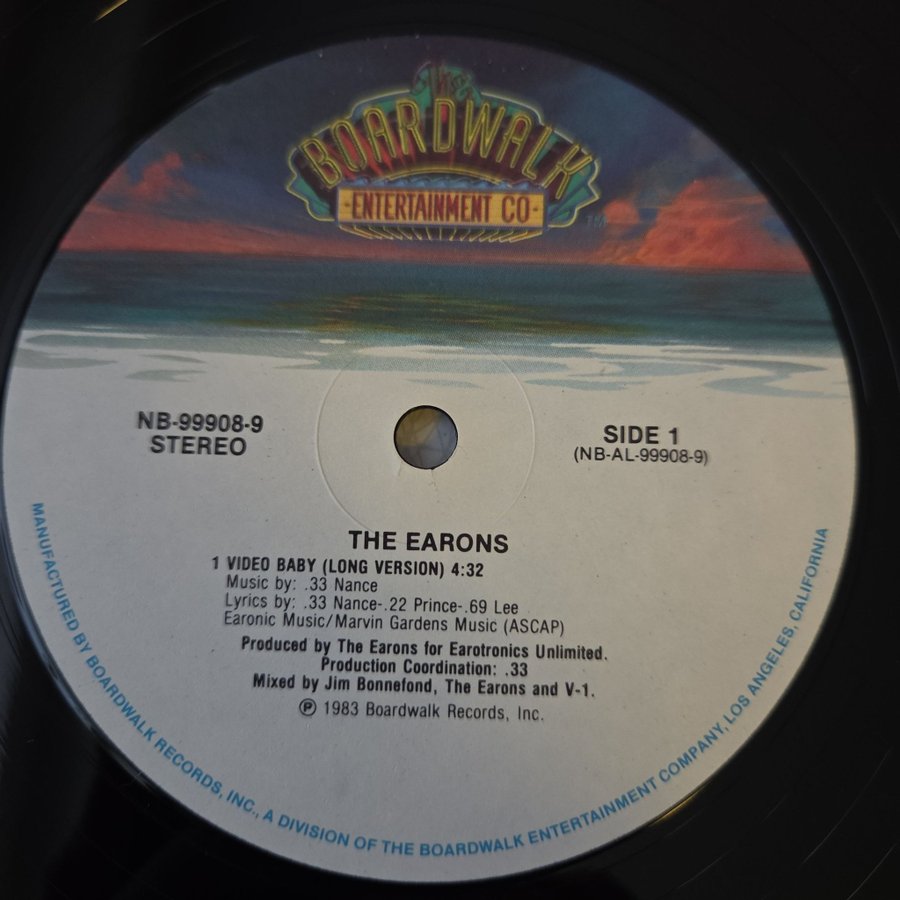 The
BOARDWALK
ENTERTAINMENT CO
TM
NB-99908-9
STEREO
SIDE 1
(NB-AL-99908-9)
THE EARONS
1 VIDEO BABY (LONG VERSION) 4:32
Music by: .33 Nance
Lyrics by: .33 Nance-.22 Prince-.69 Lee
Earonic Music/Marvin Gardens Music (ASCAP)
Produced by The Earons for Earotronics Unlimited.
Production Coordination: .33
Mixed by Jim Bonnefond, The Earons and V-1.
℗ 1983 Boardwalk Records, Inc.
MANUFACTURED BY BOARDWALK RECORDS, INC., A DIVISION OF THE BOARDWALK ENTERTAINMENT COMPANY, LOS ANGELES, CALIFORNIA